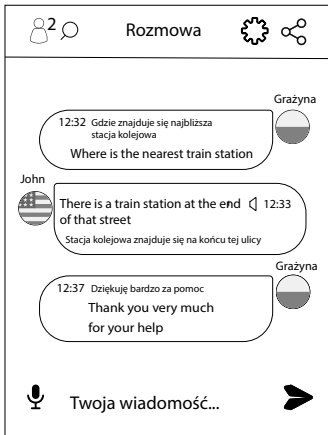 2 Rozmowa
Grażyna
12:32 Gdzie znajduje się najbliższa
stacja kolejowa
Where is the nearest train station
John
There is a train station at the end 12:33
of that street
Stacja kolejowa znajduje się na końcu tej ulicy
Grażyna
12:37 Dziękuję bardzo za pomoc
Thank you very much
for your help
Twoja wiadomość...